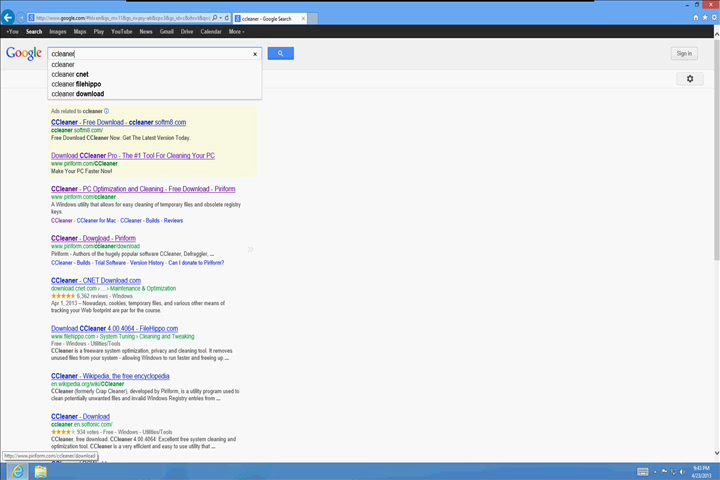 ccleaner - Google Search
+You Search Images Maps Play YouTube News Gmail Drive Calendar More
Google
ccleaner
Sign in
ccleaner
ccleaner cnet
ccleaner filehippo
ccleaner download
Ads related to ccleaner
CCleaner - Free Download - ccleaner.softm8.com
ccleaner.softm8.com/
Free Download CCleaner Now. Get The Latest Version Today.
Download CCleaner Pro - The #1 Tool For Cleaning Your PC
www.piriform.com/CCleaner
Make Your PC Faster Now!
CCleaner - PC Optimization and Cleaning - Free Download - Piriform
www.piriform.com/ccleaner
A Windows utility that allows for easy cleaning of temporary files and obsolete registry
keys.
CCleaner - CCleaner for Mac - CCleaner - Builds - Reviews
CCleaner - Download - Piriform
www.piriform.com/ccleaner/download
Piriform - Authors of the hugely popular software CCleaner, Defraggler, ...
CCleaner - Builds - Trial Software - Version History - Can I donate to Piriform?
CCleaner - CNET Download.com
download.cnet.com › ... › Maintenance & Optimization
6,362 reviews - Windows
Apr 1, 2013 – Nowadays, cookies, temporary files, and various other means of
tracking your Web footprint are par for the course.
Download CCleaner 4.00.4064 - FileHippo.com
www.filehippo.com › System Tuning › Cleaning and Tweaking
Free - Windows - Utilities/Tools
CCleaner is a freeware system optimization, privacy and cleaning tool. It removes
unused files from your system - allowing Windows to run faster and freeing up ...
CCleaner - Wikipedia, the free encyclopedia
en.wikipedia.org/wiki/CCleaner
CCleaner (formerly Crap Cleaner), developed by Piriform, is a utility program used to
clean potentially unwanted files and invalid Windows Registry entries from ...
CCleaner - Download
ccleaner.en.softonic.com/
934 votes - Free - Windows - Utilities/Tools
CCleaner, free download. CCleaner 4.00.4064: Excellent free system cleaning and
optimization tool. CCleaner is a very efficient and easy to use utility that ...
http://www.piriform.com/ccleaner/download
9:43 PM
4/23/2013